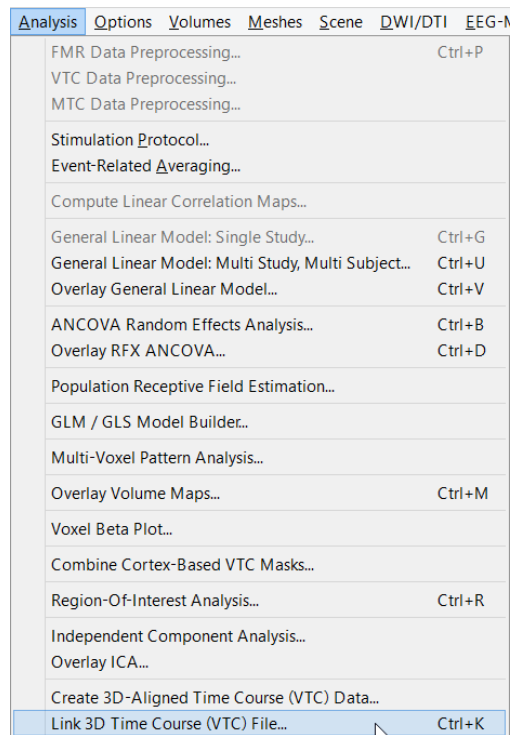 Analysis Options Volumes Meshes Scene DWI/DTI EEG-M
FMR Data Preprocessing... Ctrl+P
VTC Data Preprocessing...
MTC Data Preprocessing...
Stimulation Protocol...
Event-Related Averaging...
Compute Linear Correlation Maps...
General Linear Model: Single Study... Ctrl+G
General Linear Model: Multi Study, Multi Subject... Ctrl+U
Overlay General Linear Model... Ctrl+V
ANCOVA Random Effects Analysis... Ctrl+B
Overlay RFX ANCOVA... Ctrl+D
Population Receptive Field Estimation...
GLM / GLS Model Builder...
Multi-Voxel Pattern Analysis...
Overlay Volume Maps... Ctrl+M
Voxel Beta Plot...
Combine Cortex-Based VTC Masks...
Region-Of-Interest Analysis... Ctrl+R
Independent Component Analysis...
Overlay ICA...
Create 3D-Aligned Time Course (VTC) Data...
Link 3D Time Course (VTC) File... Ctrl+K